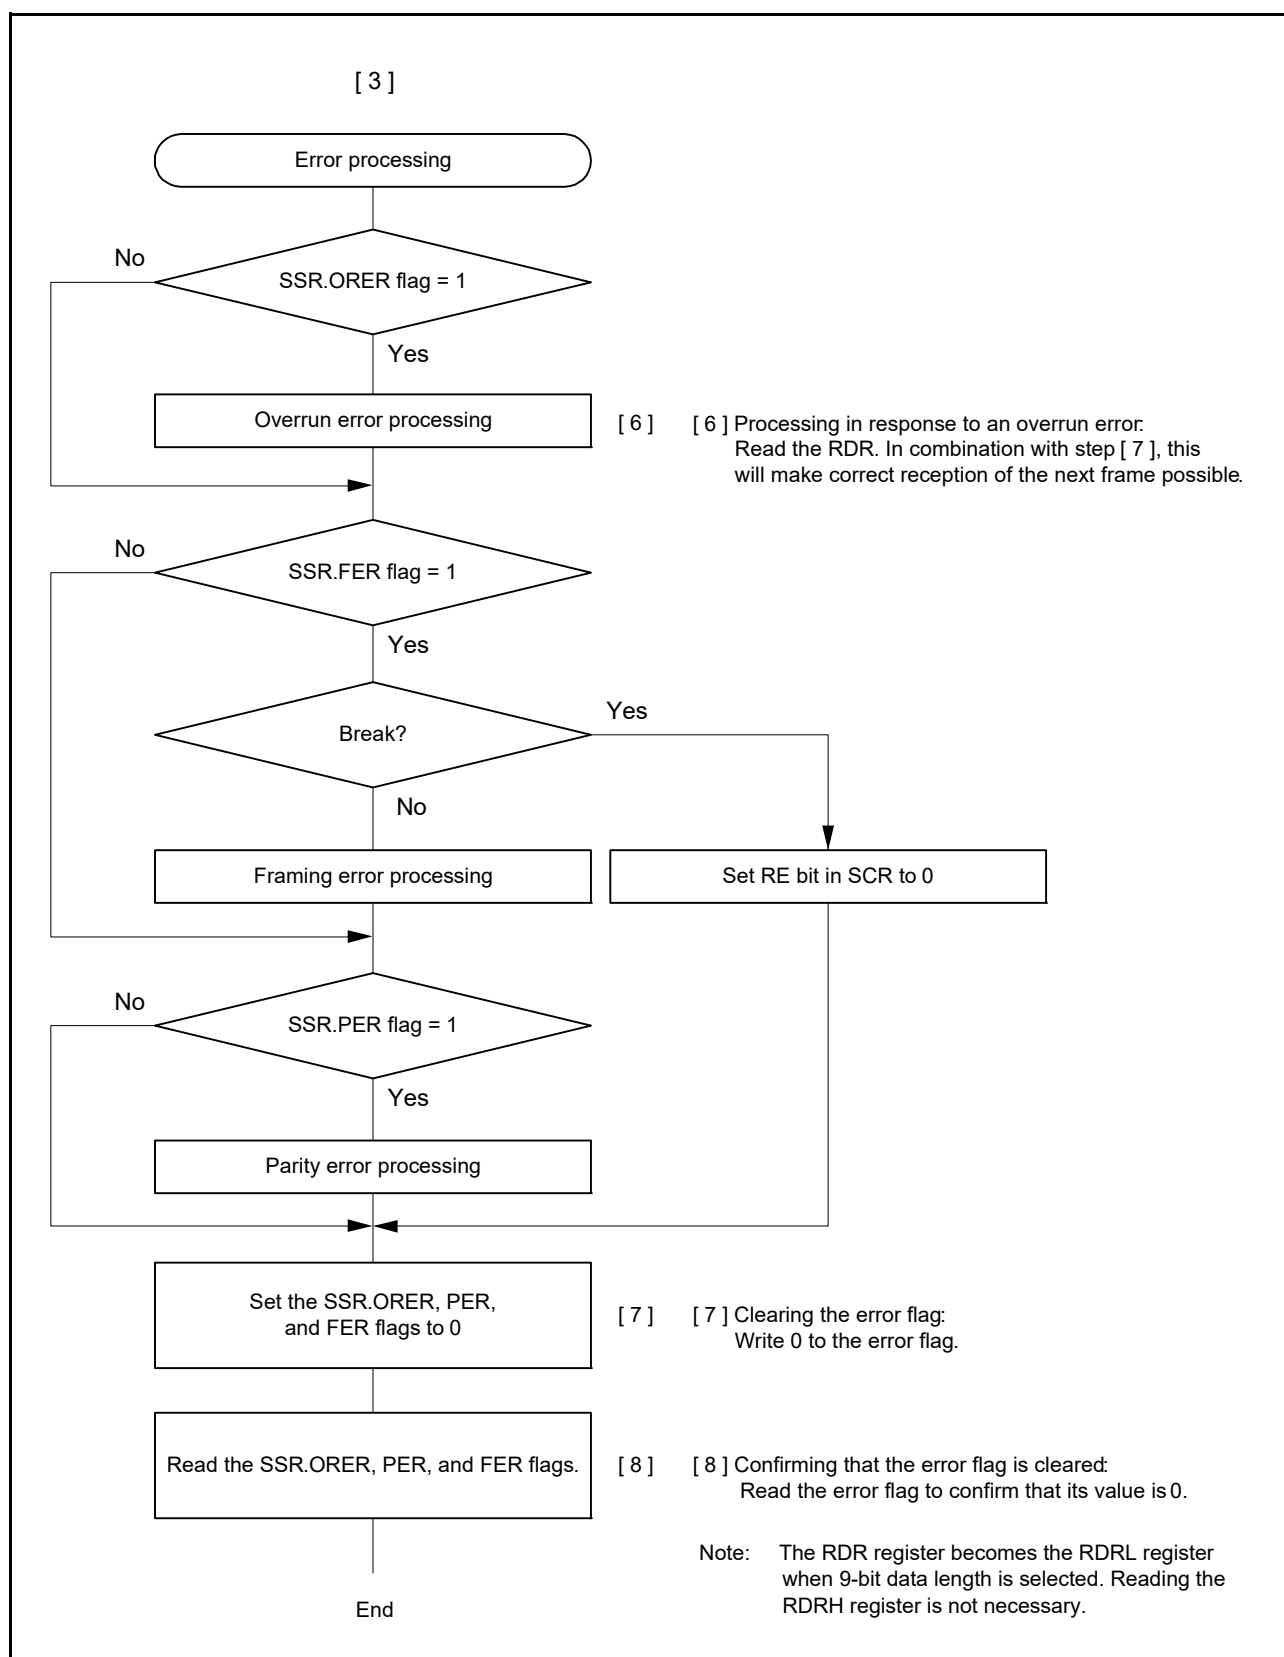 [ 3 ]
Error processing
No
SSR.ORER flag = 1
Yes
Overrun error processing
[ 6 ]
[ 6 ] Processing in response to an overrun error:
Read the RDR. In combination with step [ 7 ], this
will make correct reception of the next frame possible.
No
SSR.FER flag = 1
Yes
Break?
Yes
No
Framing error processing
Set RE bit in SCR to 0
No
SSR.PER flag = 1
Yes
Parity error processing
Set the SSR.ORER, PER,
and FER flags to 0
[ 7 ]
[ 7 ] Clearing the error flag:
Write 0 to the error flag.
Read the SSR.ORER, PER, and FER flags.
[ 8 ]
[ 8 ] Confirming that the error flag is cleared:
Read the error flag to confirm that its value is 0.
Note: The RDR register becomes the RDRL register
when 9-bit data length is selected. Reading the
RDRH register is not necessary.
End